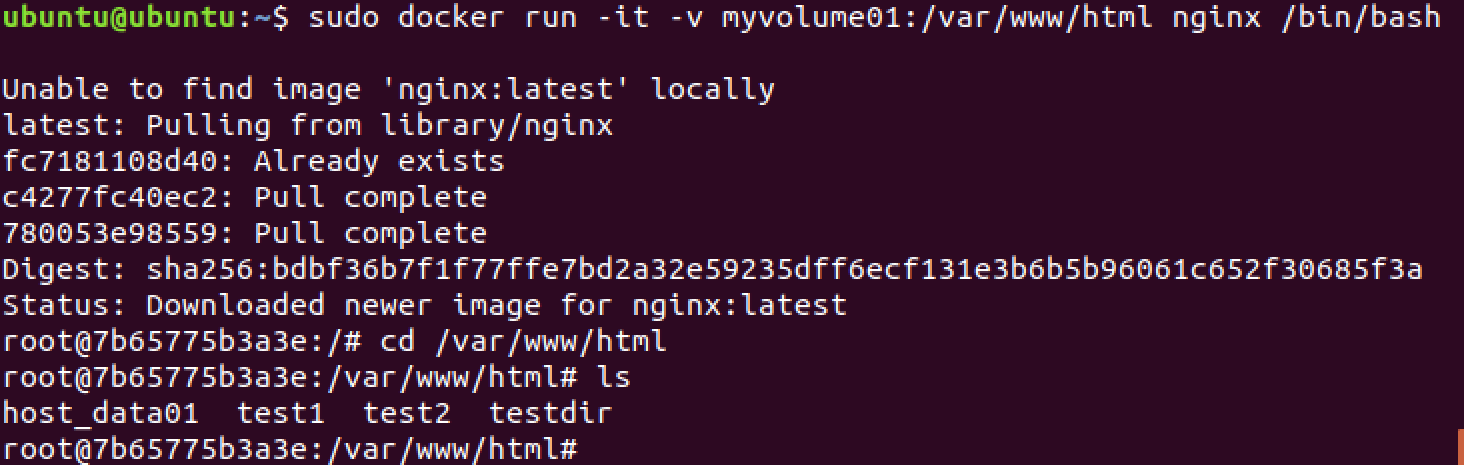 ubuntu@ubuntu:~$ sudo docker run -it -v myvolume01:/var/www/html nginx /bin/bash
Unable to find image 'nginx:latest' locally
latest: Pulling from library/nginx
fc7181108d40: Already exists
c4277fc40ec2: Pull complete
780053e98559: Pull complete
Digest: sha256:bdbf36b7f1f77ffe7bd2a32e59235dff6ecf131e3b6b5b96061c652f30685f3a
Status: Downloaded newer image for nginx:latest
root@7b65775b3a3e:/# cd /var/www/html
root@7b65775b3a3e:/var/www/html# ls
host_data01  test1  test2  testdir
root@7b65775b3a3e:/var/www/html#